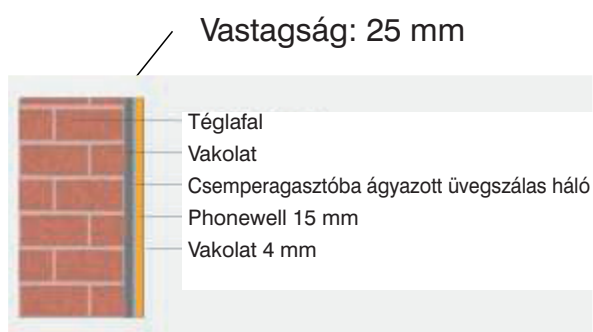 Vastagság: 25 mm
Téglafal
Vakolat
Csemperagasztóba ágyazott üvegszálas háló
Phonewell 15 mm
Vakolat 4 mm